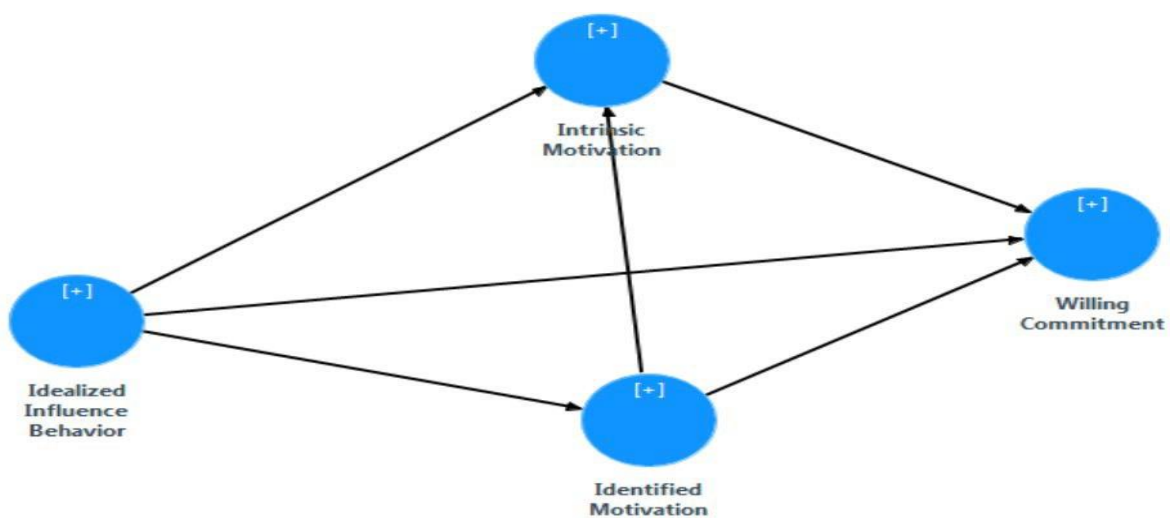 [+]
Intrinsic
Motivation
[+]
Willing
Commitment
[+]
Idealized
Influence
Behavior
[+]
Identified
Motivation